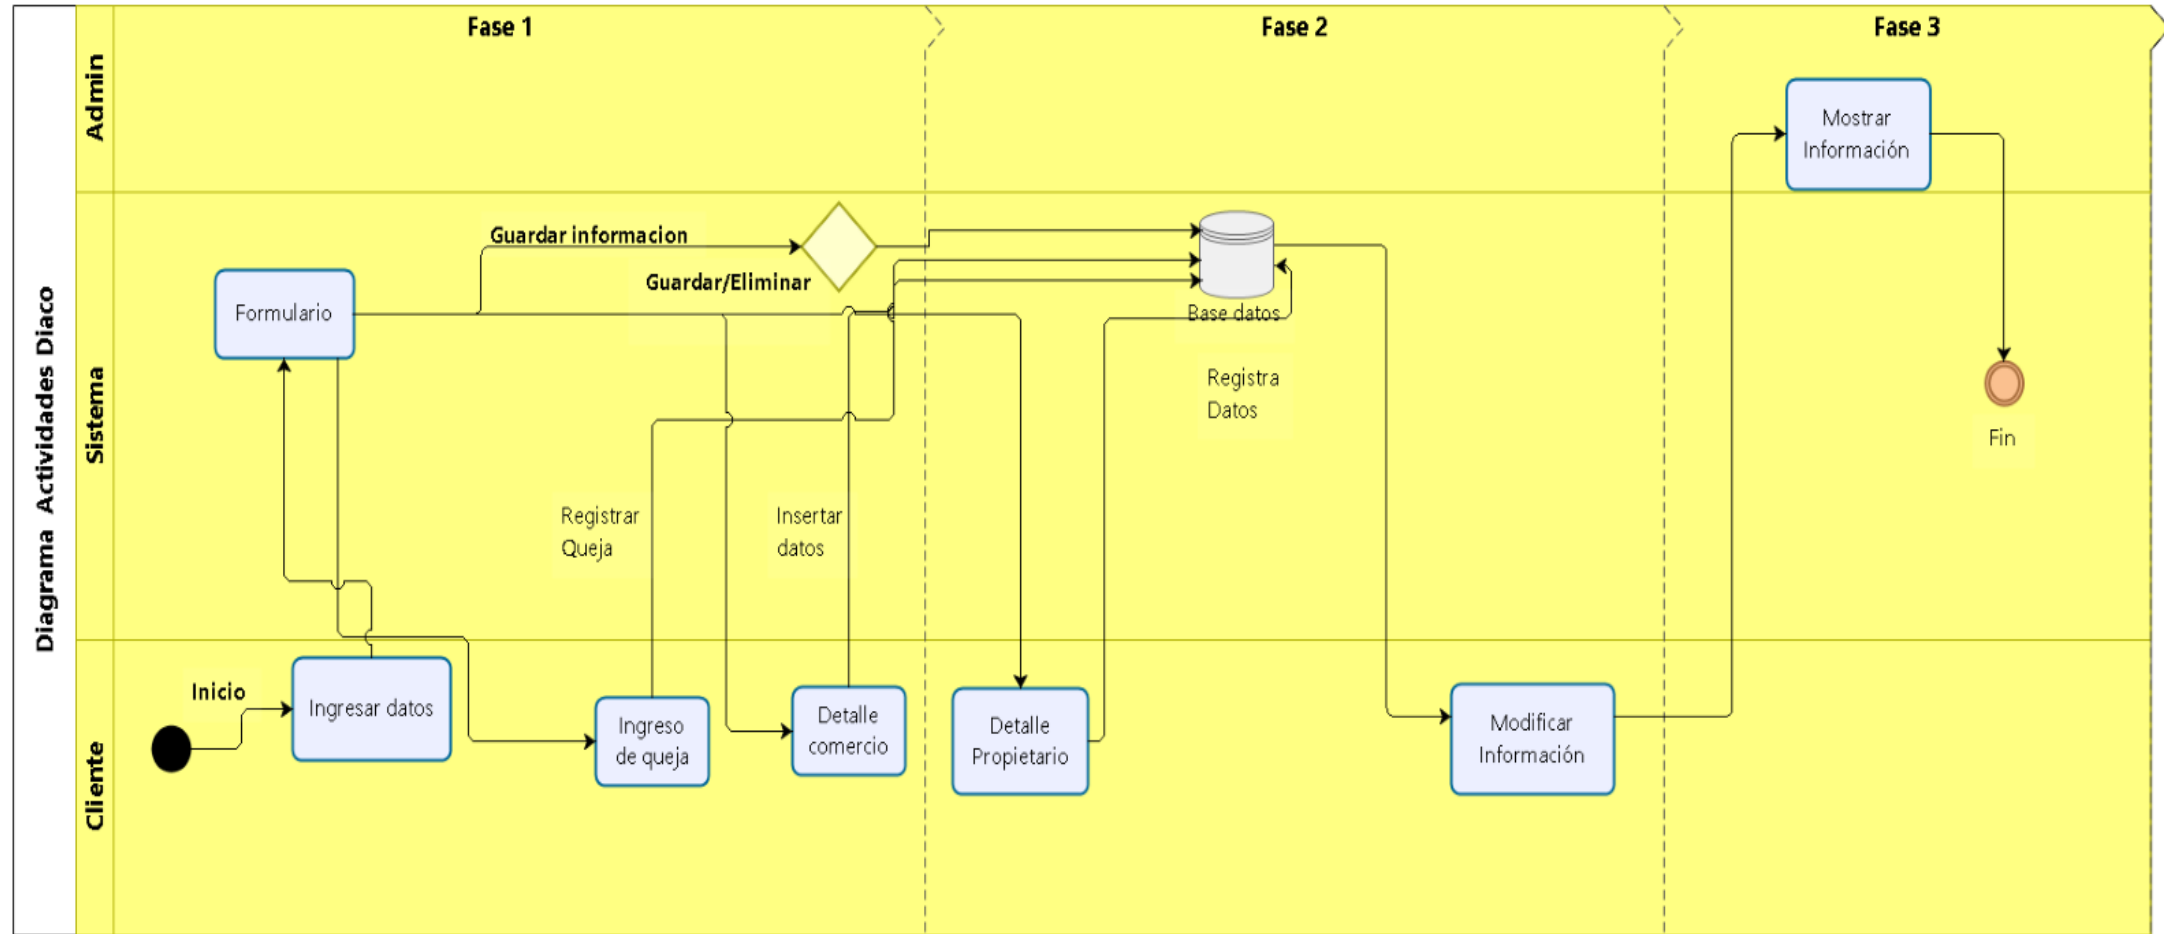 Diagrama Actividades Diaco
Fase 1
Fase 2
Fase 3
Admin
Mostrar
Información
Sistema
Guardar informacion
Guardar/Eliminar
Formulario
Base datos
Registra
Datos
Fin
Registrar
Queja
Insertar
datos
Cliente
Inicio
Ingresar datos
Ingreso
de queja
Detalle
comercio
Detalle
Propietario
Modificar
Información